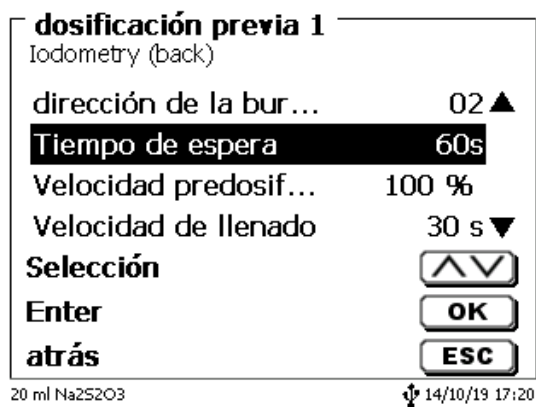 dosificación previa 1
Iodometry (back)
dirección de la bur... 02▲
Tiempo de espera 60s
Velocidad predosif... 100 %
Velocidad de llenado 30 s▼
Selección
Enter OK
atrás ESC
20 ml Na2S2O3 14/10/19 17:20